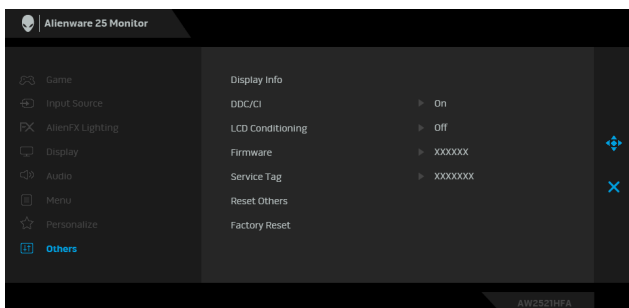 Alienware 25 Monitor
Game
Input Source
AlienFX Lighting
Display
Audio
Menu
Personalize
Others
Display Info
DDC/CI On
LCD Conditioning Off
Firmware XXXXXX
Service Tag XXXXXXX
Reset Others
Factory Reset
AW2521HFA